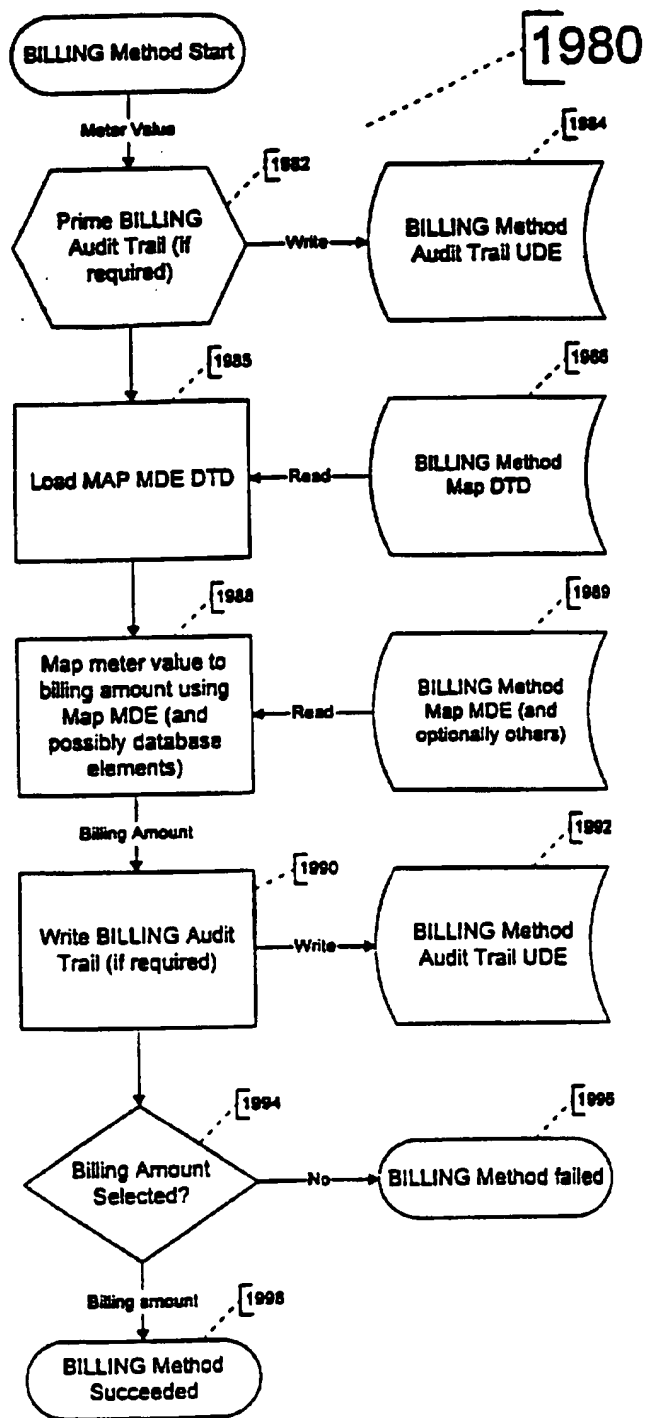 BILLING Method Start
1980
Meter Value
1982
1984
Prime BILLING
Audit Trail (if
required)
Write
BILLING Method
Audit Trail UDE
1985
1986
Load MAP MDE DTD
Read
BILLING Method
Map DTD
1988
1989
Map meter value to
billing amount using
Map MDE (and
possibly database
elements)
Read
BILLING Method
Map MDE (and
optionally others)
Billing Amount
1990
1992
Write BILLING Audit
Trail (if required)
Write
BILLING Method
Audit Trail UDE
1994
1996
Billing Amount
Selected?
No
BILLING Method failed
Billing amount
1998
BILLING Method
Succeeded